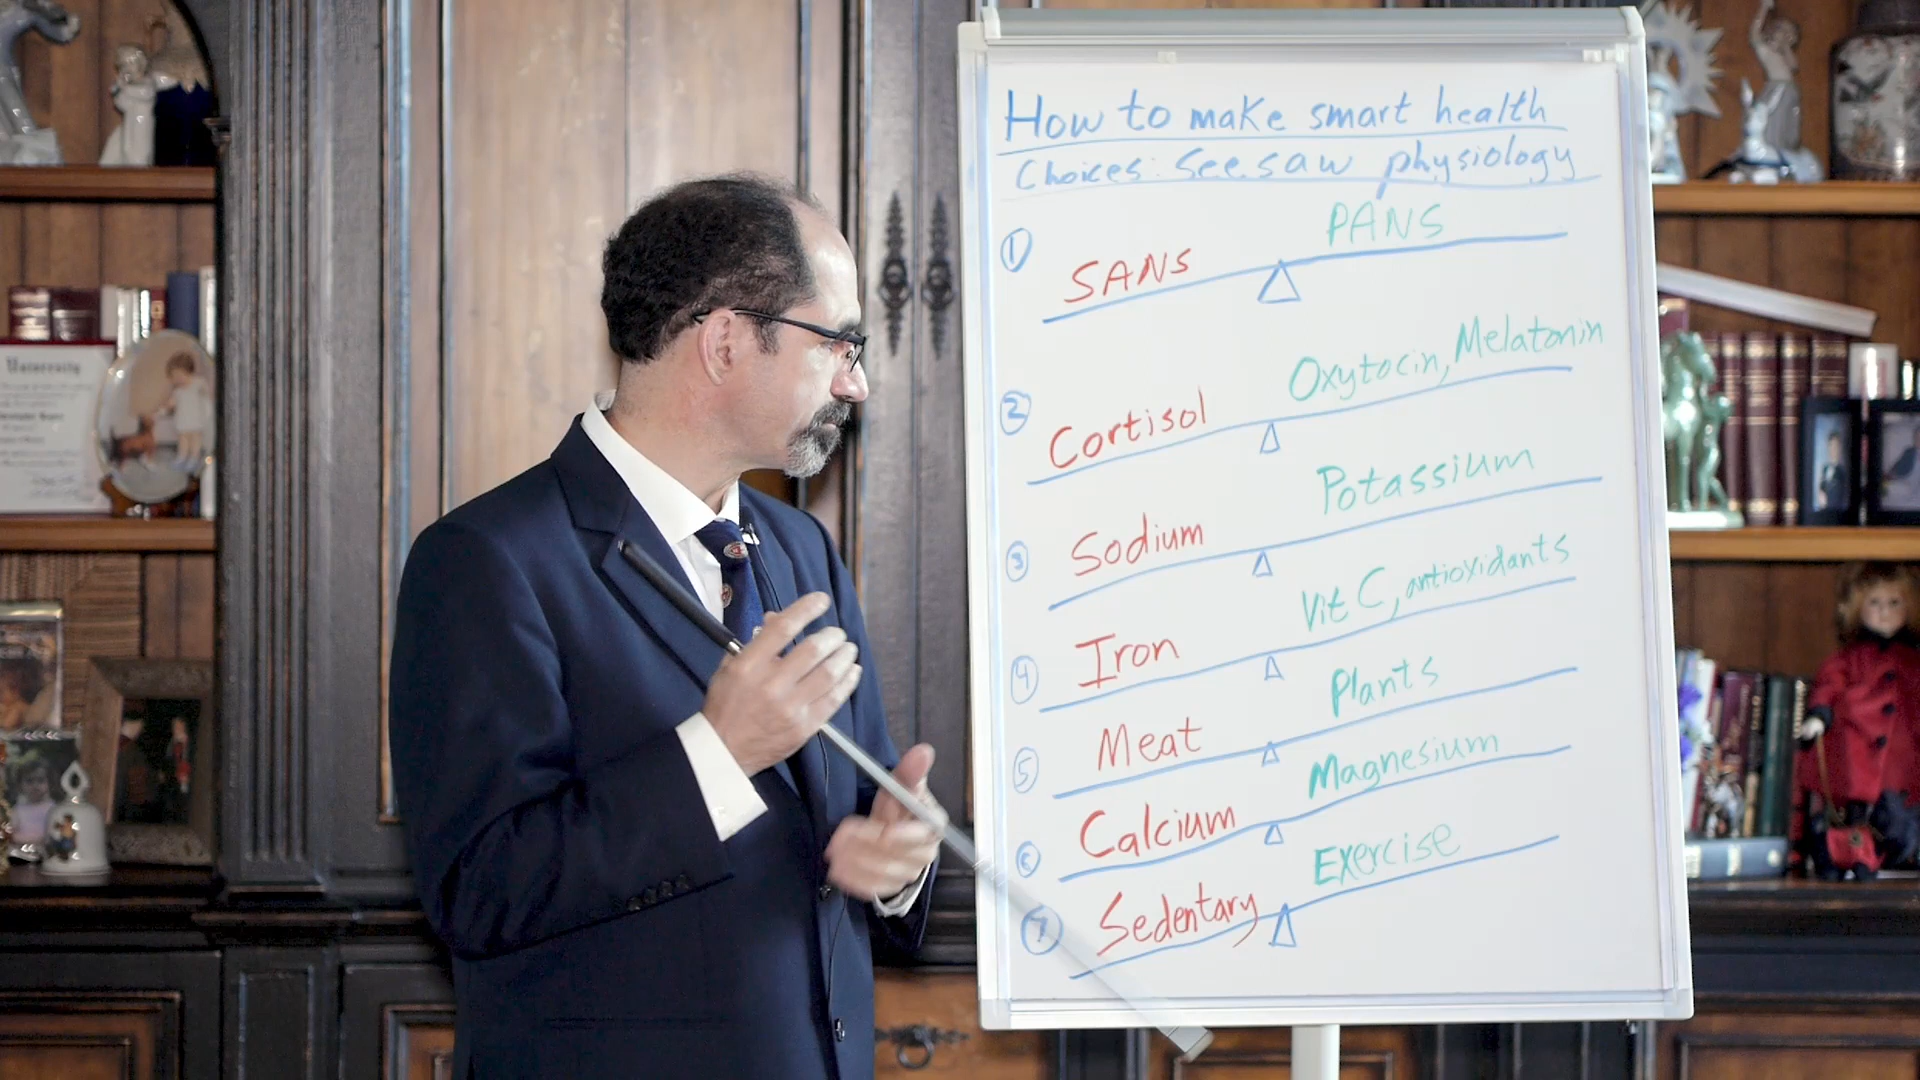 University
How to make smart health
Choices: Seesaw physiology
1 SANS PANS
2 Cortisol Oxytocin, Melatonin
3 Sodium Potassium
4 Iron Vit C, antioxidants
5 Meat Plants
6 Calcium Magnesium
7 Sedentary Exercise